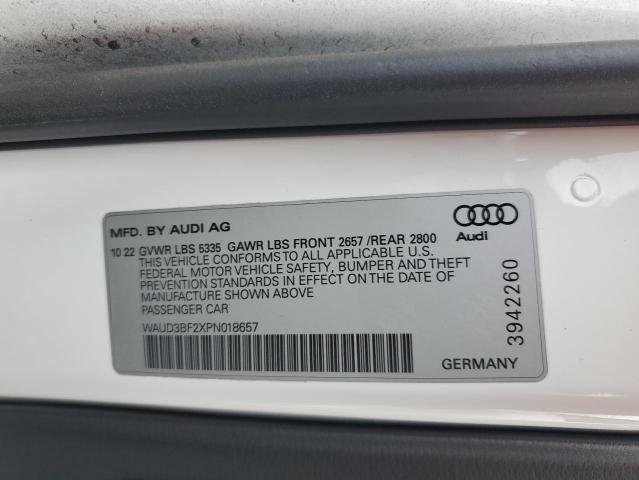 MFD. BY AUDI AG
10 22 GVWR LBS 5335 GAWR LBS FRONT 2657 /REAR 2800
THIS VEHICLE CONFORMS TO ALL APPLICABLE U.S.
FEDERAL MOTOR VEHICLE SAFETY, BUMPER AND THEFT
PREVENTION STANDARDS IN EFFECT ON THE DATE OF
MANUFACTURE SHOWN ABOVE
PASSENGER CAR
WAUD3BF2XPN018657
Audi
3942260
GERMANY